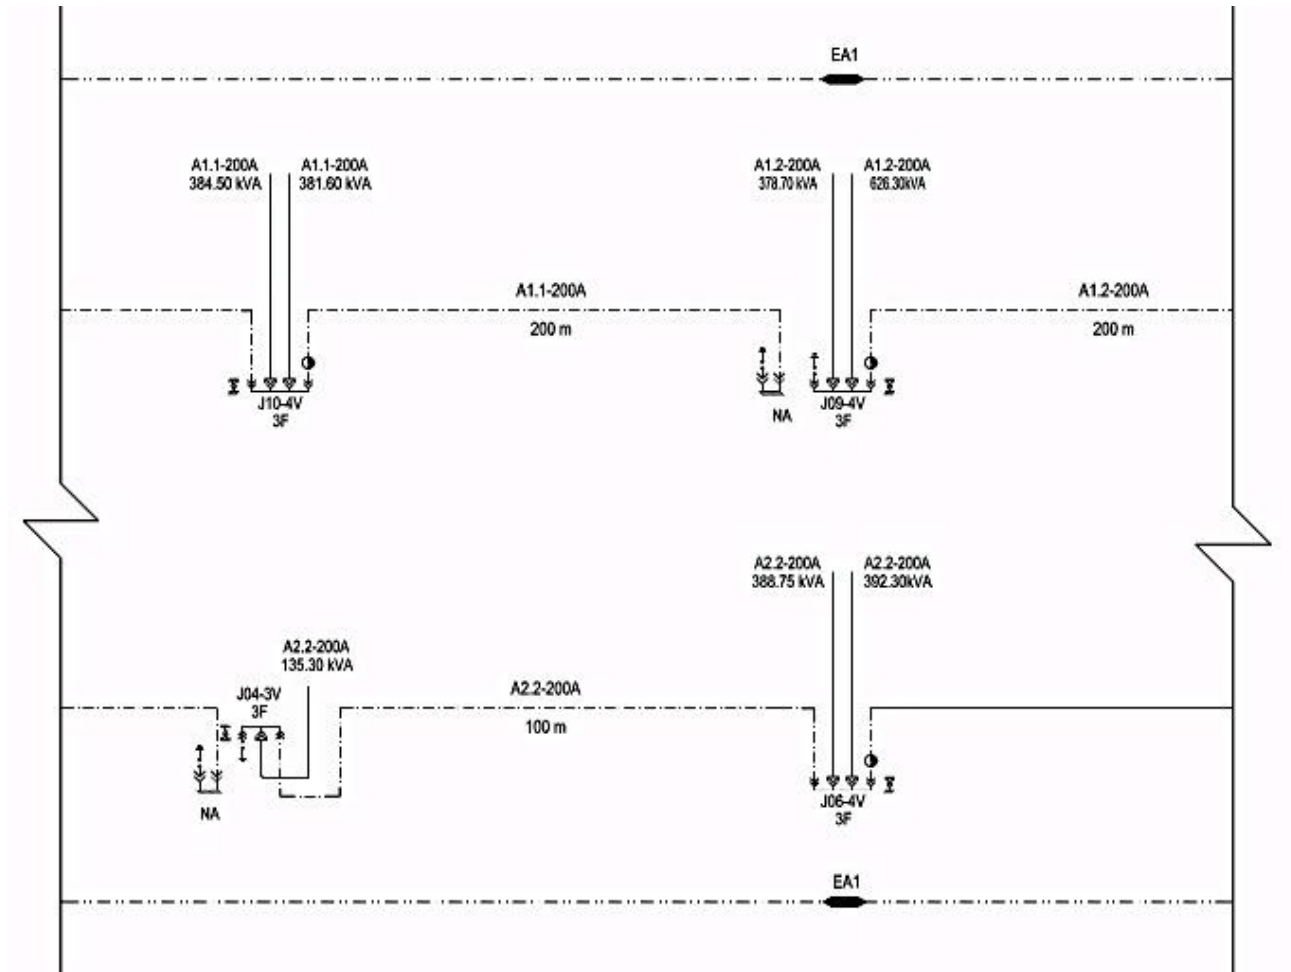 EA1
A1.1-200A
384.50 kVA
A1.1-200A
381.60 kVA
A1.2-200A
378.70 kVA
A1.2-200A
626.30kVA
A1.1-200A
200 m
A1.2-200A
200 m
J10-4V
3F
NA
J09-4V
3F
A2.2-200A
388.75 kVA
A2.2-200A
392.30kVA
A2.2-200A
135.30 kVA
J04-3V
3F
A2.2-200A
100 m
NA
J06-4V
3F
EA1